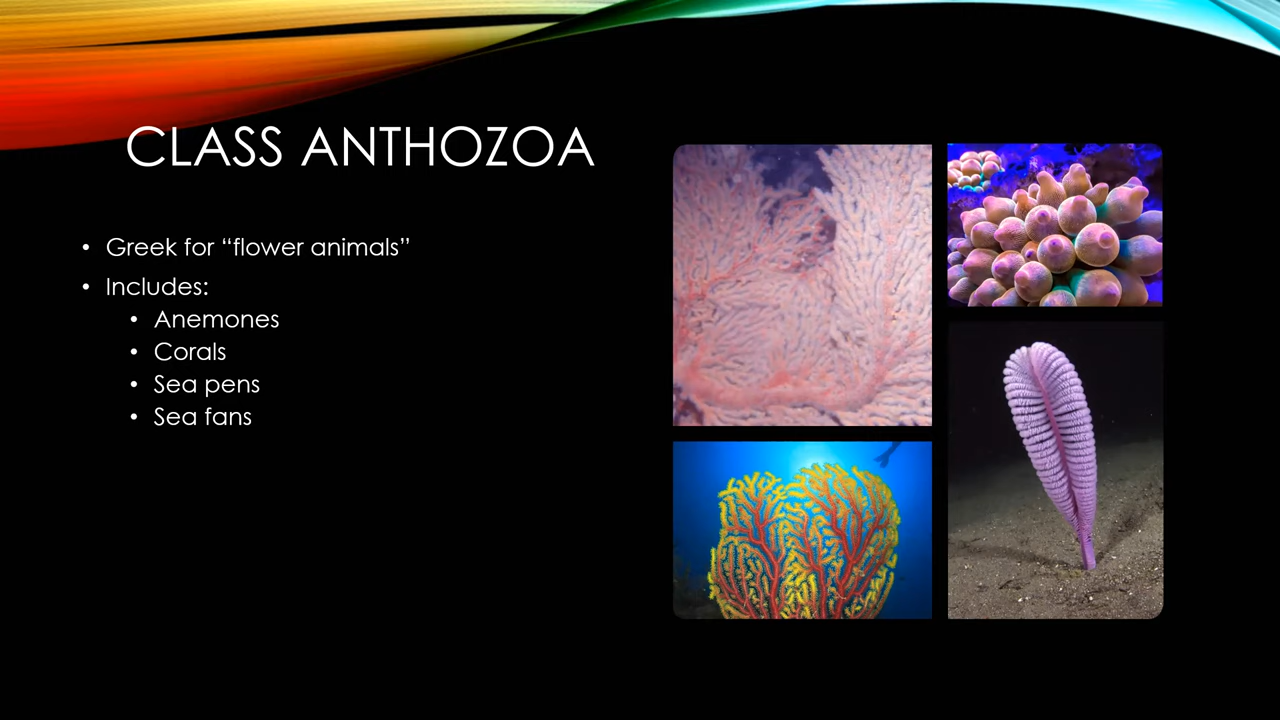 CLASS ANTHOZOA
• Greek for “flower animals”
• Includes:
• Anemones
• Corals
• Sea pens
• Sea fans